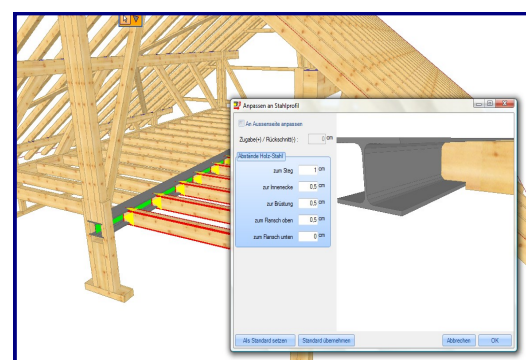 Anpassen an Stahlprofil
An Aussenseite anpassen
Zugabe(+) / Rückschnitt(-) : 0 cm
Abstände Holz-Stahl
zum Steg 1 cm
zur Innenecke 0,5 cm
zur Brüstung 0,5 cm
zum Flansch oben 0,5 cm
zum Flansch unten 0 cm
Als Standard setzen Standard übernehmen Abbrechen OK